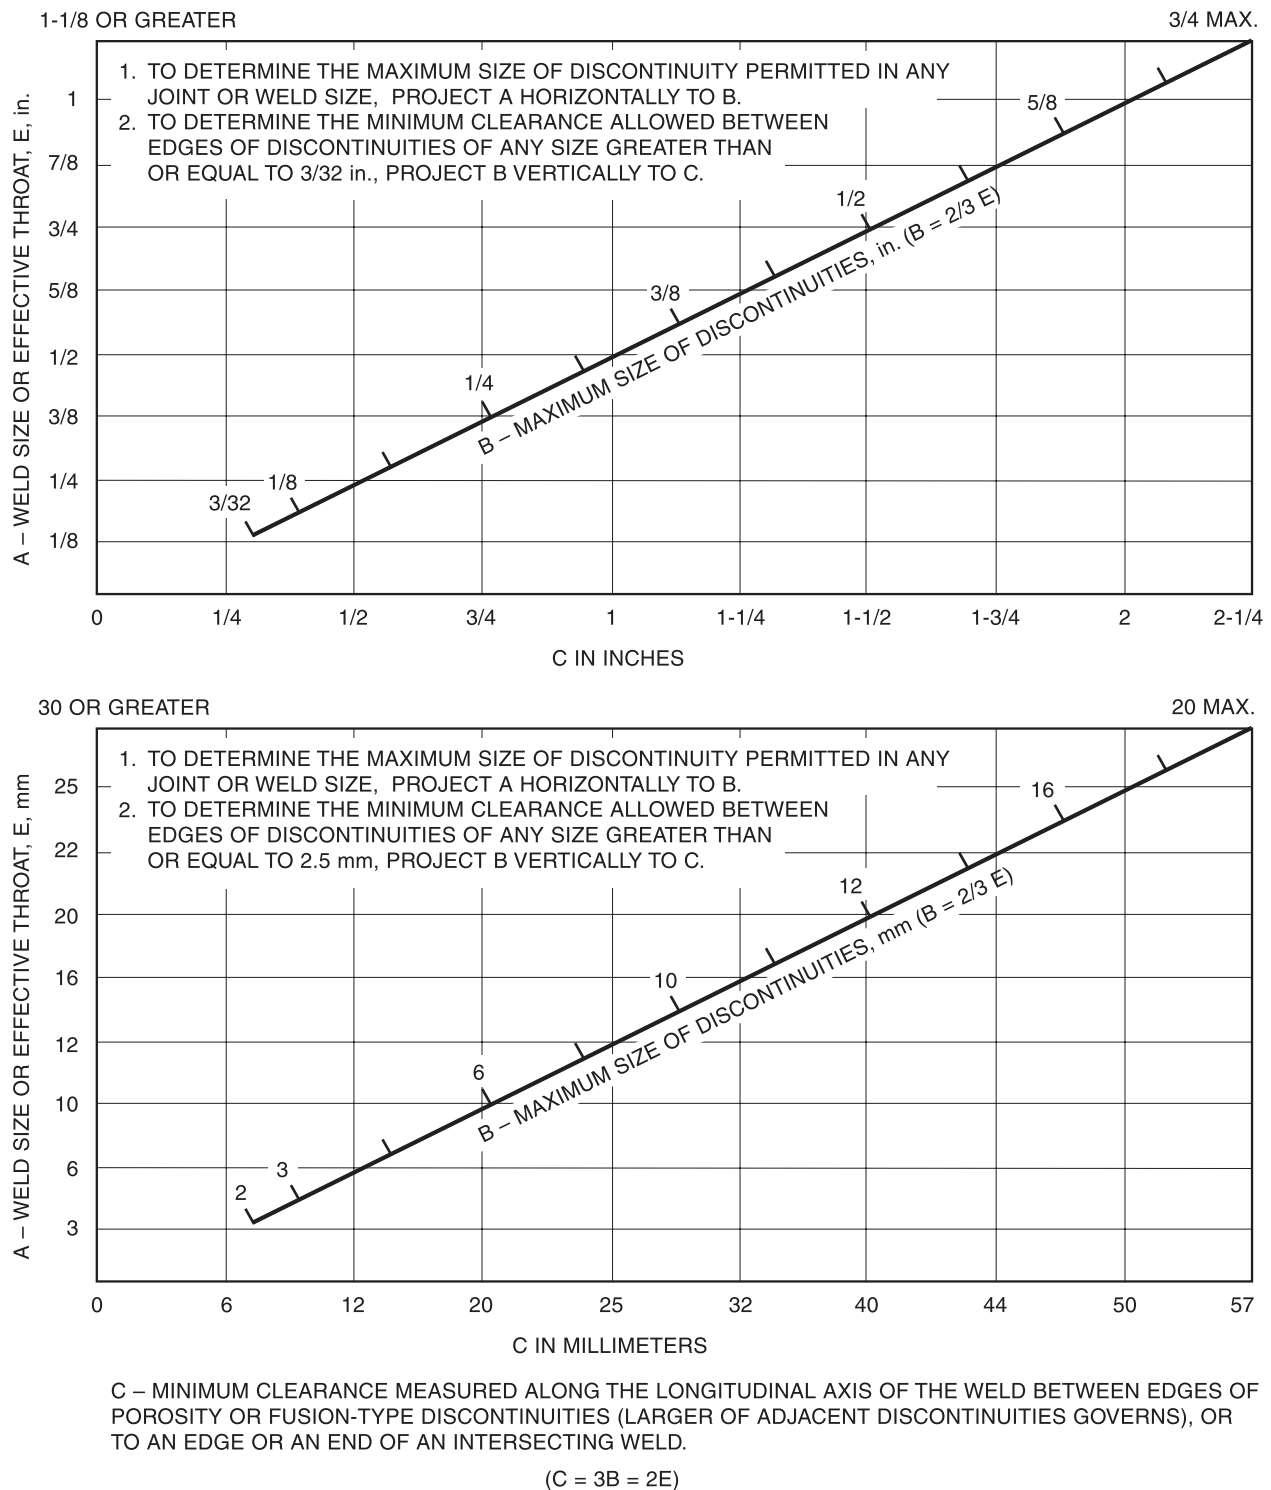 1-1/8 OR GREATER
3/4 MAX.
1. TO DETERMINE THE MAXIMUM SIZE OF DISCONTINUITY PERMITTED IN ANY
JOINT OR WELD SIZE, PROJECT A HORIZONTALLY TO B.
2. TO DETERMINE THE MINIMUM CLEARANCE ALLOWED BETWEEN
EDGES OF DISCONTINUITIES OF ANY SIZE GREATER THAN
OR EQUAL TO 3/32 in., PROJECT B VERTICALLY TO C.
A – WELD SIZE OR EFFECTIVE THROAT, E, in.
1
7/8
3/4
5/8
1/2
3/8
1/4
1/8
5/8
1/2
3/8
1/4
1/8
3/32
B – MAXIMUM SIZE OF DISCONTINUITIES, in. (B = 2/3 E)
0
1/4
1/2
3/4
1
1-1/4
1-1/2
1-3/4
2
2-1/4
C IN INCHES
30 OR GREATER
20 MAX.
1. TO DETERMINE THE MAXIMUM SIZE OF DISCONTINUITY PERMITTED IN ANY
JOINT OR WELD SIZE, PROJECT A HORIZONTALLY TO B.
2. TO DETERMINE THE MINIMUM CLEARANCE ALLOWED BETWEEN
EDGES OF DISCONTINUITIES OF ANY SIZE GREATER THAN
OR EQUAL TO 2.5 mm, PROJECT B VERTICALLY TO C.
A – WELD SIZE OR EFFECTIVE THROAT, E, mm
25
22
20
16
12
10
6
3
16
12
10
6
3
2
B – MAXIMUM SIZE OF DISCONTINUITIES, mm (B = 2/3 E)
0
6
12
20
25
32
40
44
50
57
C IN MILLIMETERS
C – MINIMUM CLEARANCE MEASURED ALONG THE LONGITUDINAL AXIS OF THE WELD BETWEEN EDGES OF
POROSITY OR FUSION-TYPE DISCONTINUITIES (LARGER OF ADJACENT DISCONTINUITIES GOVERNS), OR
TO AN EDGE OR AN END OF AN INTERSECTING WELD.
(C = 3B = 2E)